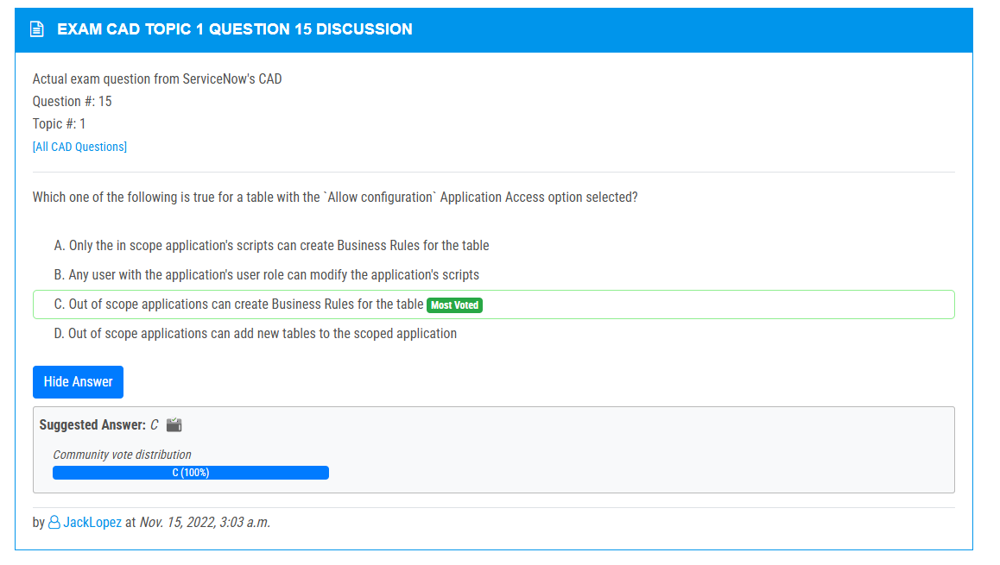 EXAM CAD TOPIC 1 QUESTION 15 DISCUSSION
Actual exam question from ServiceNow's CAD
Question #: 15
Topic #: 1
[All CAD Questions]
Which one of the following is true for a table with the `Allow configuration` Application Access option selected?
A. Only the in scope application's scripts can create Business Rules for the table
B. Any user with the application's user role can modify the application's scripts
C. Out of scope applications can create Business Rules for the table Most Voted
D. Out of scope applications can add new tables to the scoped application
Hide Answer
Suggested Answer: C
Community vote distribution
C (100%)
by JackLopez at Nov. 15, 2022, 3:03 a.m.